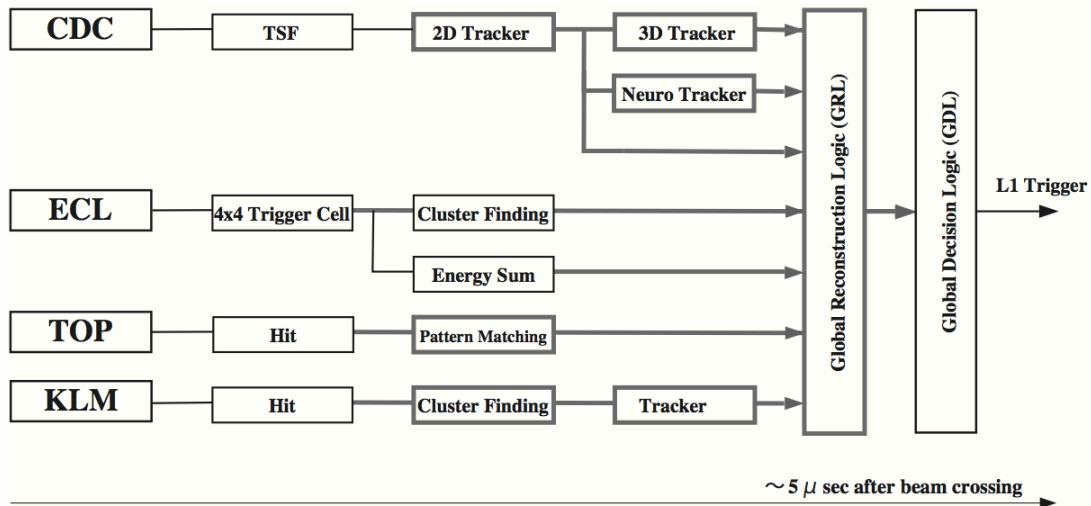 CDC
TSF
2D Tracker
3D Tracker
Neuro Tracker
ECL
4x4 Trigger Cell
Cluster Finding
Energy Sum
TOP
Hit
Pattern Matching
KLM
Hit
Cluster Finding
Tracker
Global Reconstruction Logic (GRL)
Global Decision Logic (GDL)
L1 Trigger
～5 μ sec after beam crossing